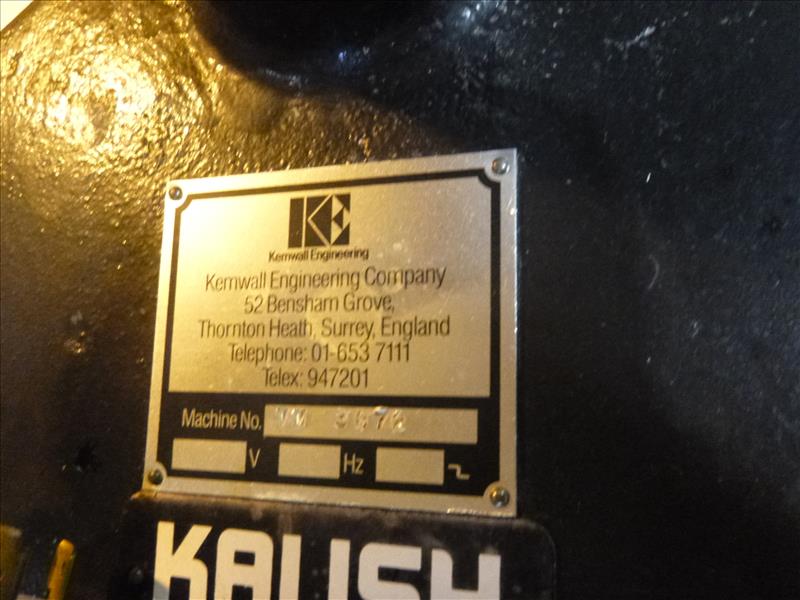 KE
Kemwall Engineering
Kemwall Engineering Company
52 Bensham Grove,
Thornton Heath, Surrey, England
Telephone: 01-653 7111
Telex: 947201
Machine No.
V Hz